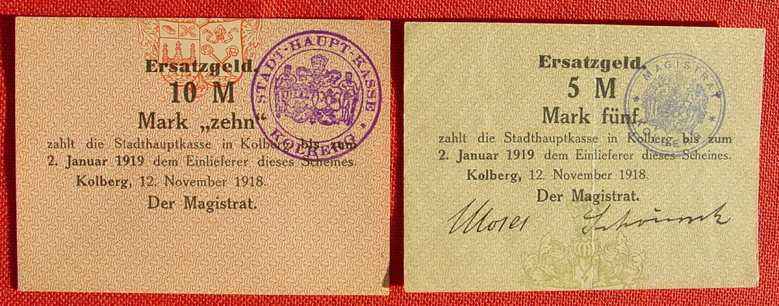 Ersatzgeld.
10 M
Mark „zehn“
zahlt die Stadthauptkasse in Kolberg bis zum
2. Januar 1919 dem Einlieferer dieses Scheines.
Kolberg, 12. November 1918.
Der Magistrat.
STADT-HAUPT-KASSE
KOLBERG
Ersatzgeld.
5 M
Mark fünf
zahlt die Stadthauptkasse in Kolberg bis zum
2. Januar 1919 dem Einlieferer dieses Scheines.
Kolberg, 12. November 1918.
Der Magistrat.
Moses
MAGISTRAT